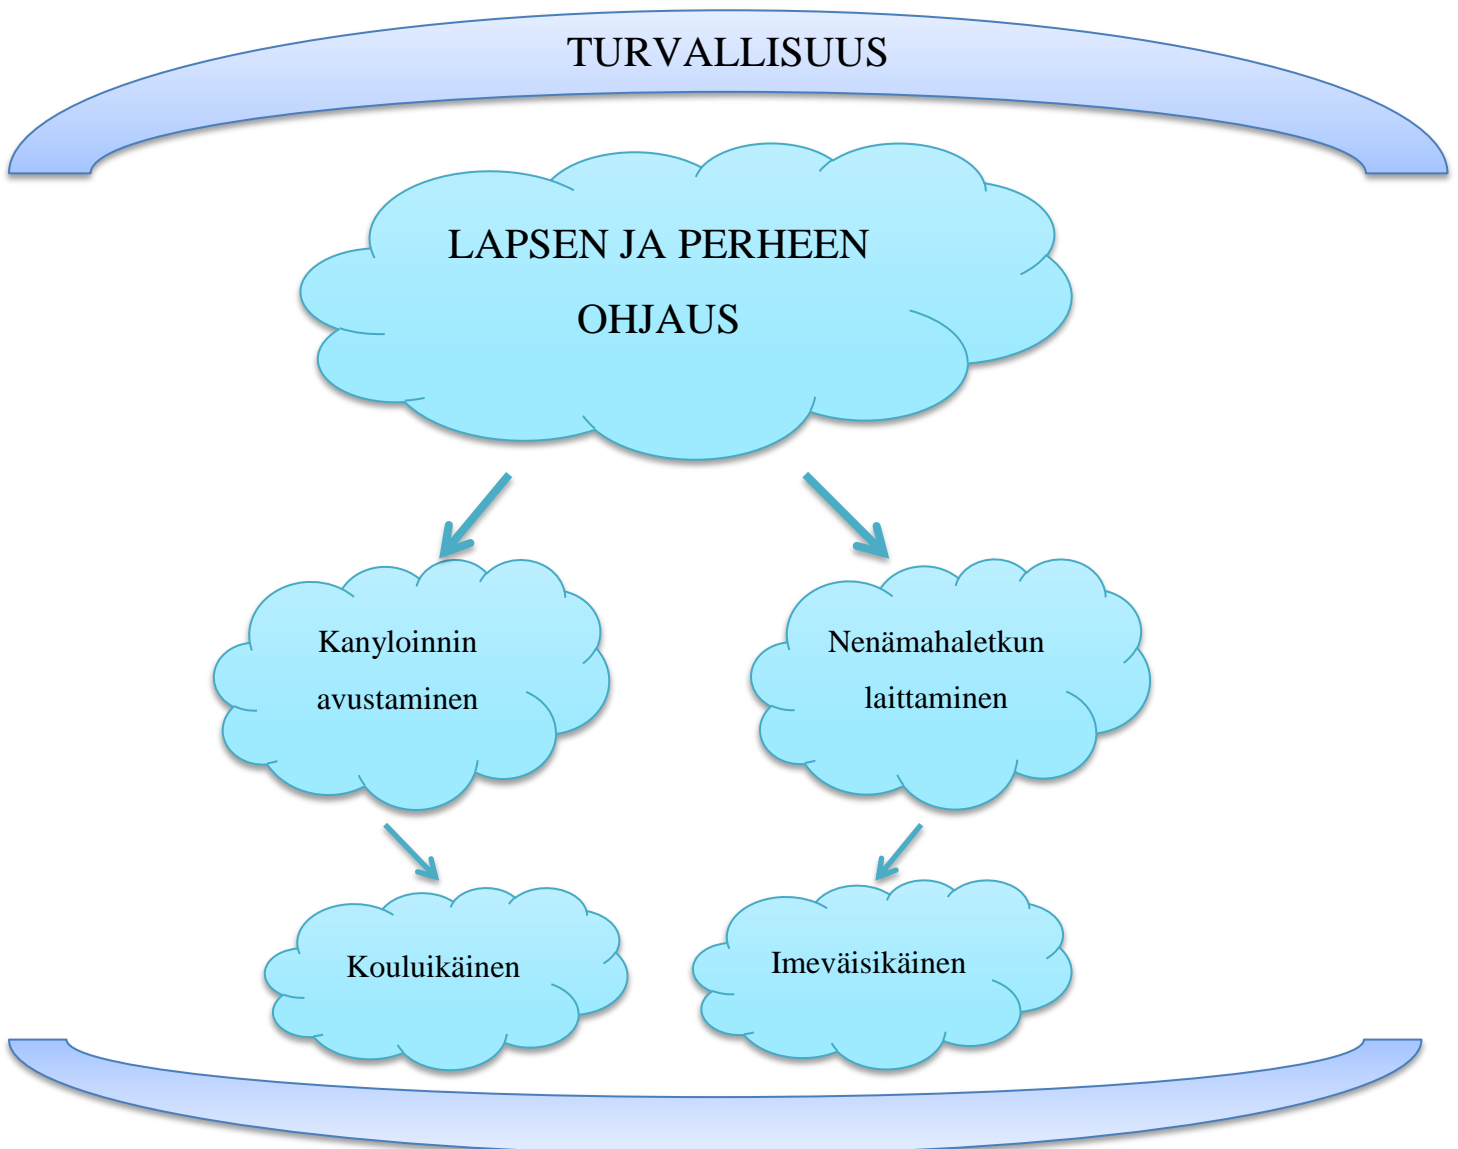 TURVALLISUUS
LAPSEN JA PERHEEN
OHJAUS
Kanyloinnin
avustaminen
Nenämahaletkun
laittaminen
Kouluikäinen
Imeväisikäinen